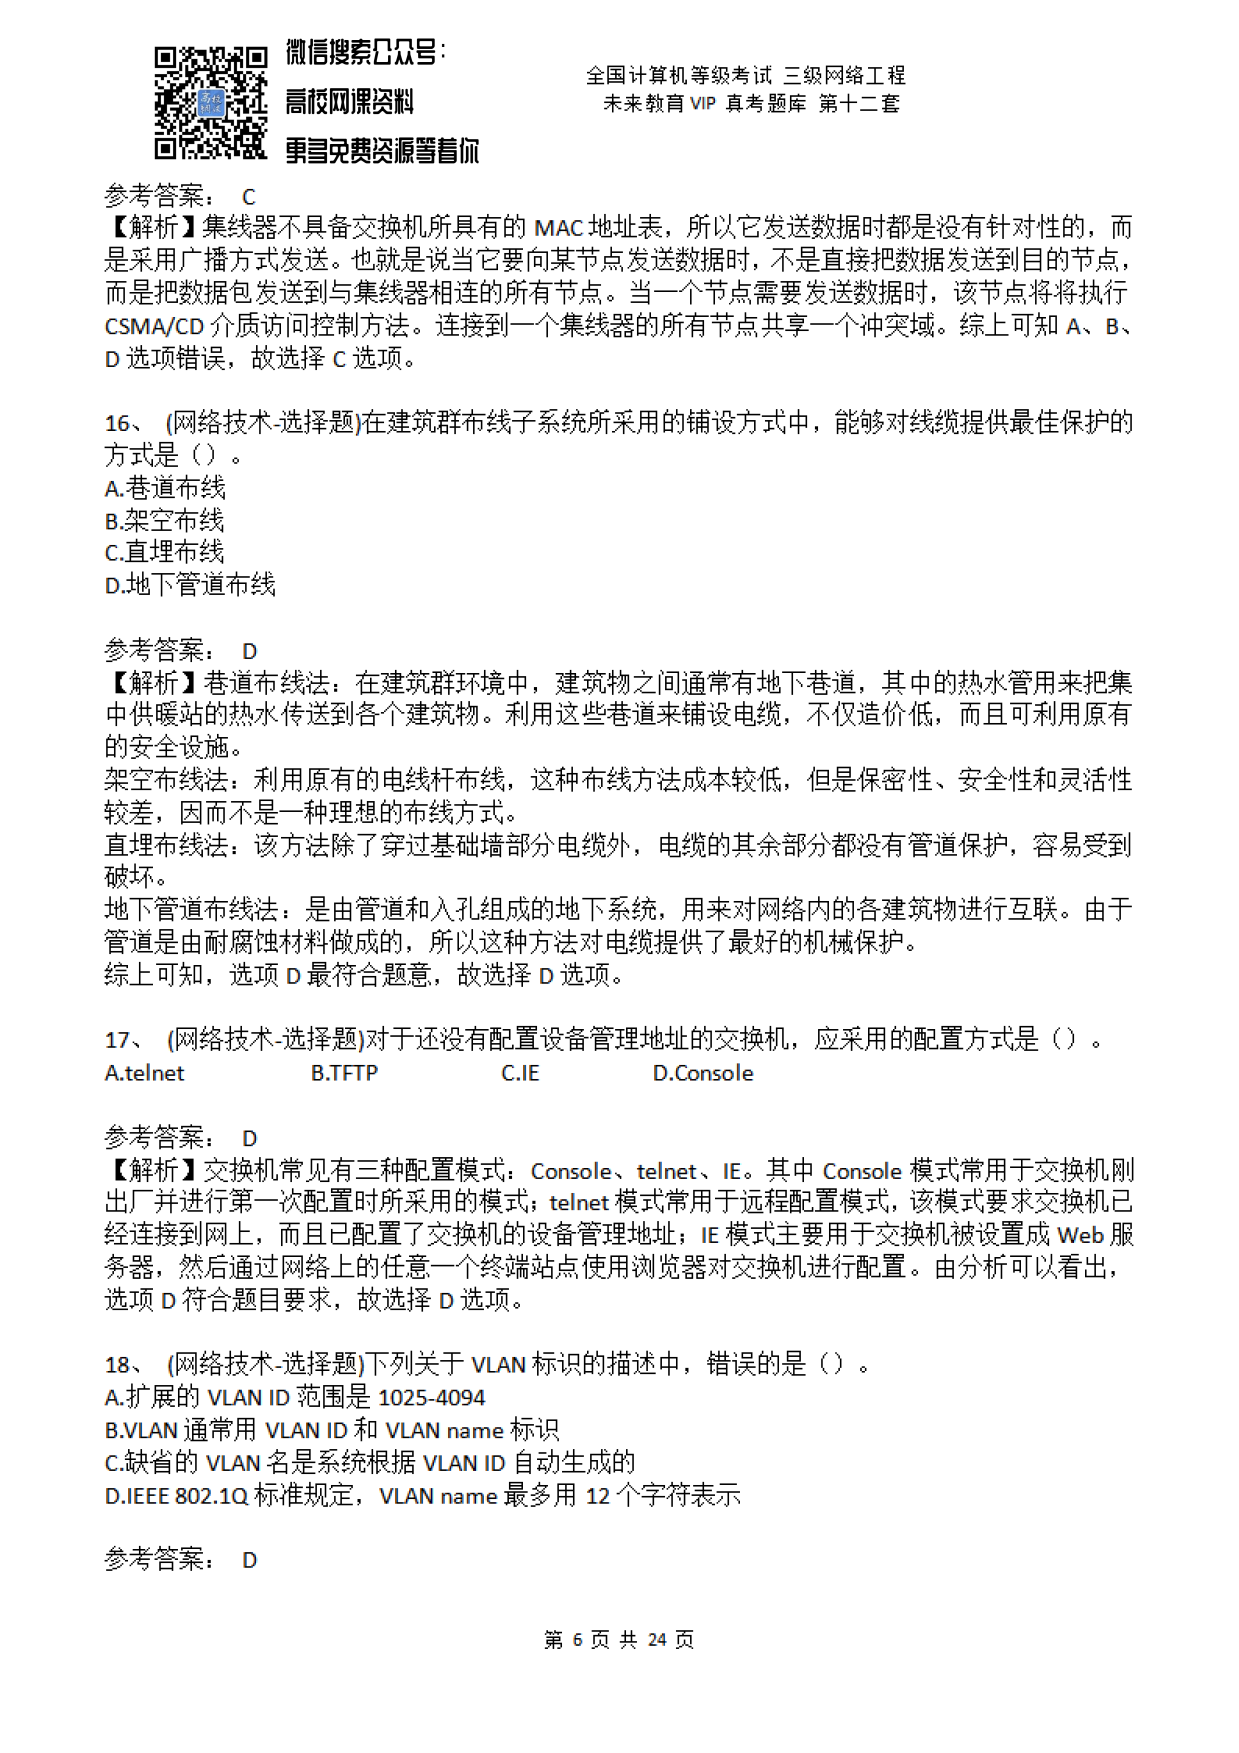 微信搜索公众号：
高校网课资料
更多免费资源等着你
全国计算机等级考试 三级网络工程
未来教育 VIP 真考题库 第十二套
参考答案： C
【解析】集线器不具备交换机所具有的 MAC 地址表，所以它发送数据时都是没有针对性的，而
是采用广播方式发送。也就是说当它要向某节点发送数据时，不是直接把数据发送到目的节点，
而是把数据包发送到与集线器相连的所有节点。当一个节点需要发送数据时，该节点将将执行
CSMA/CD 介质访问控制方法。连接到一个集线器的所有节点共享一个冲突域。综上可知 A、B、
D 选项错误，故选择 C 选项。
16、 (网络技术-选择题)在建筑群布线子系统所采用的铺设方式中，能够对线缆提供最佳保护的
方式是（）。
A.巷道布线
B.架空布线
C.直埋布线
D.地下管道布线
参考答案： D
【解析】巷道布线法：在建筑群环境中，建筑物之间通常有地下巷道，其中的热水管用来把集
中供暖站的热水传送到各个建筑物。利用这些巷道来铺设电缆，不仅造价低，而且可利用原有
的安全设施。
架空布线法：利用原有的电线杆布线，这种布线方法成本较低，但是保密性、安全性和灵活性
较差，因而不是一种理想的布线方式。
直埋布线法：该方法除了穿过基础墙部分电缆外，电缆的其余部分都没有管道保护，容易受到
破坏。
地下管道布线法：是由管道和入孔组成的地下系统，用来对网络内的各建筑物进行互联。由于
管道是由耐腐蚀材料做成的，所以这种方法对电缆提供了最好的机械保护。
综上可知，选项 D 最符合题意，故选择 D 选项。
17、 (网络技术-选择题)对于还没有配置设备管理地址的交换机，应采用的配置方式是（）。
A.telnet B.TFTP C.IE D.Console
参考答案： D
【解析】交换机常见有三种配置模式：Console、telnet、IE。其中 Console 模式常用于交换机刚
出厂并进行第一次配置时所采用的模式；telnet 模式常用于远程配置模式，该模式要求交换机已
经连接到网上，而且已配置了交换机的设备管理地址；IE 模式主要用于交换机被设置成 Web 服
务器，然后通过网络上的任意一个终端站点使用浏览器对交换机进行配置。由分析可以看出，
选项 D 符合题目要求，故选择 D 选项。
18、 (网络技术-选择题)下列关于 VLAN 标识的描述中，错误的是（）。
A.扩展的 VLAN ID 范围是 1025-4094
B.VLAN 通常用 VLAN ID 和 VLAN name 标识
C.缺省的 VLAN 名是系统根据 VLAN ID 自动生成的
D.IEEE 802.1Q 标准规定，VLAN name 最多用 12 个字符表示
参考答案： D
第 6 页 共 24 页